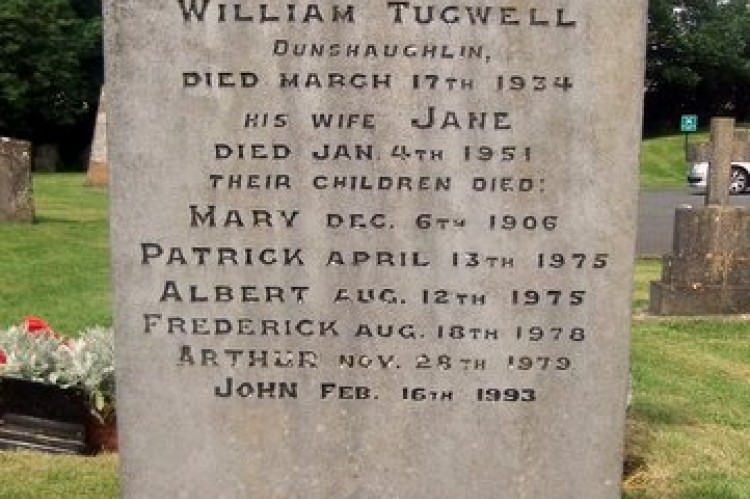 WILLIAM TUGWELL
DUNSHAUGHLIN,
DIED MARCH 17TH 1934
HIS WIFE JANE
DIED JAN. 4TH 1951
THEIR CHILDREN DIED:
MARY DEC. 6TH 1906
PATRICK APRIL 13TH 1975
ALBERT AUG. 12TH 1975
FREDERICK AUG. 18TH 1978
ARTHUR NOV. 28TH 1979
JOHN FEB. 16TH 1993